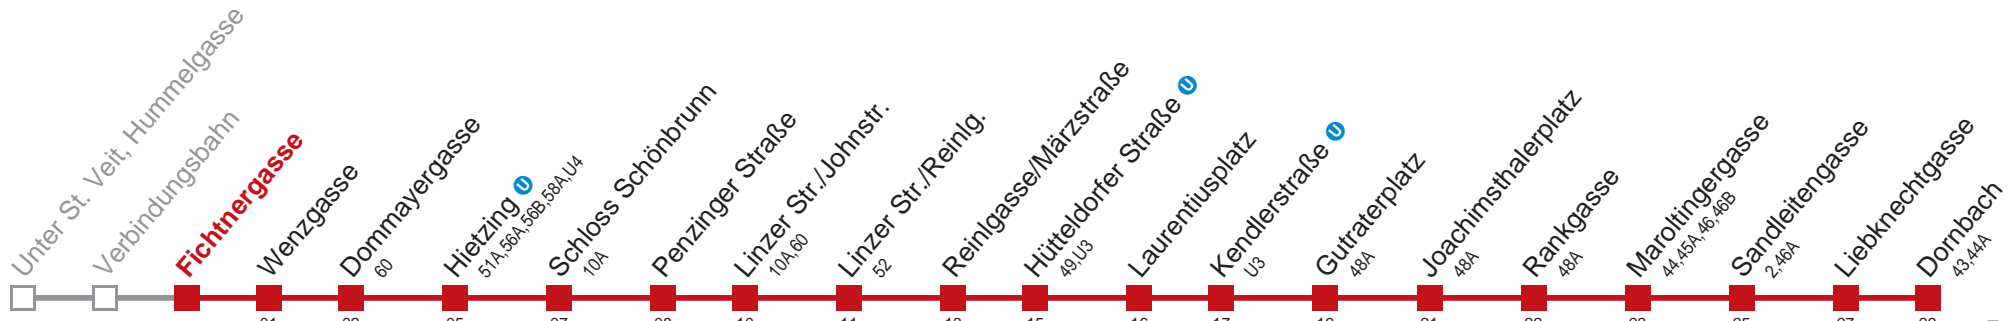 Unter St. Veit, Hummelgasse
Verbindungsbahn
Fichtnergasse
Wenzgasse
Dommayergasse
60
Hietzing U
51A,56A,56B,58A,U4
Schloss Schönbrunn
10A
Penzinger Straße
Linzer Str./Johnstr.
10A,60
Linzer Str./Reinlg.
52
Reinlgasse/Märzstraße
Hütteldorfer Straße U
49,U3
Laurentiusplatz
Kendlerstraße U
U3
Gutraterplatz
48A
Joachimsthalerplatz
48A
Rankgasse
48A
Maroltingergasse
44,45A,46,46B
Sandleitengasse
2,46A
Liebknechtgasse
Dornbach
43,44A